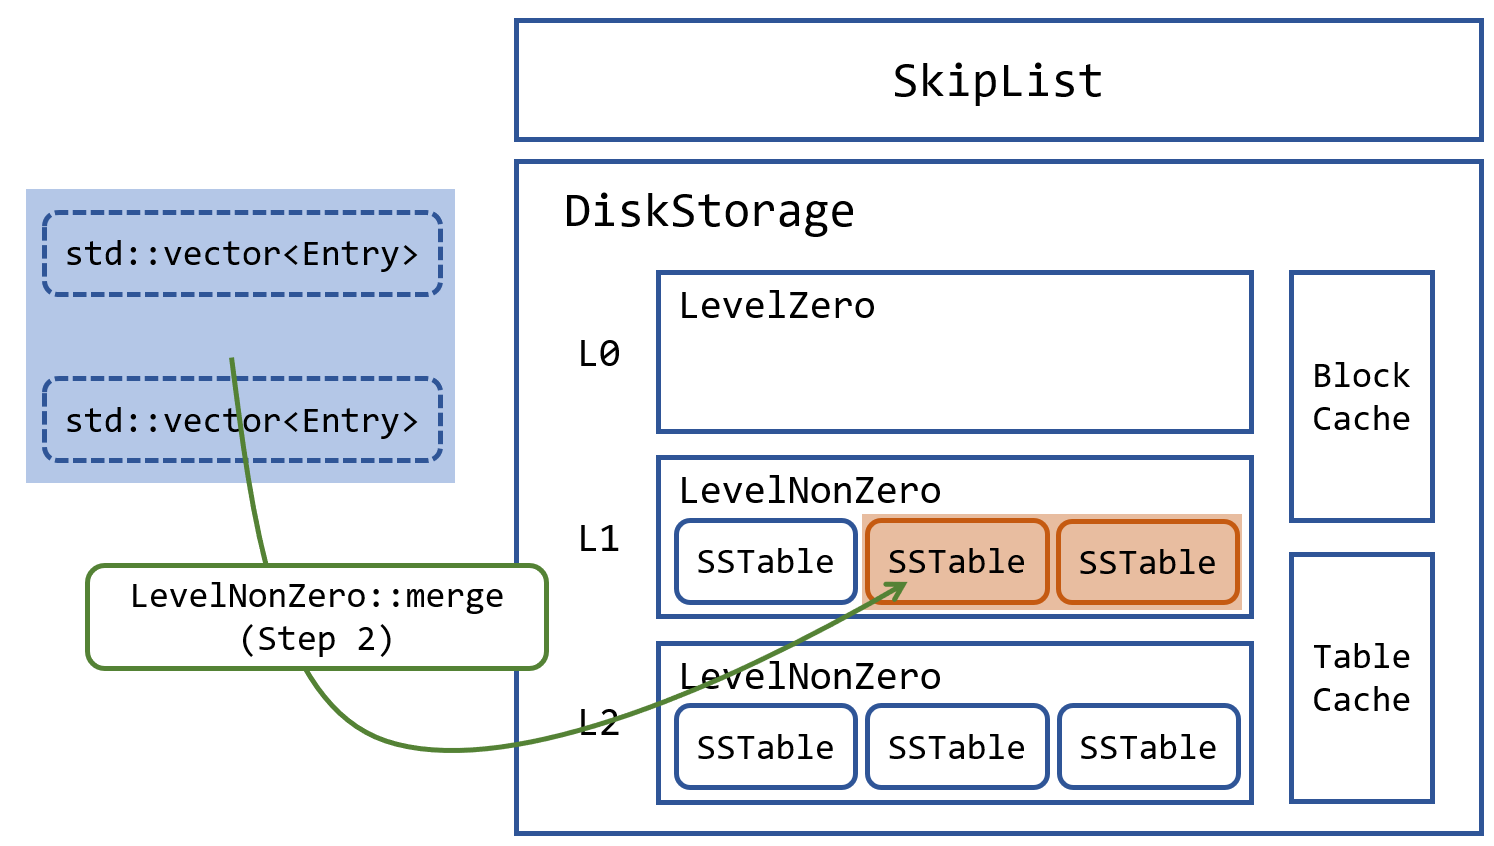 SkipList
DiskStorage
std::vector<Entry>
std::vector<Entry>
L0
LevelZero
Block
Cache
L1
LevelNonZero
SSTable SSTable SSTable
LevelNonZero::merge
(Step 2)
L2
LevelNonZero
SSTable SSTable SSTable
Table
Cache